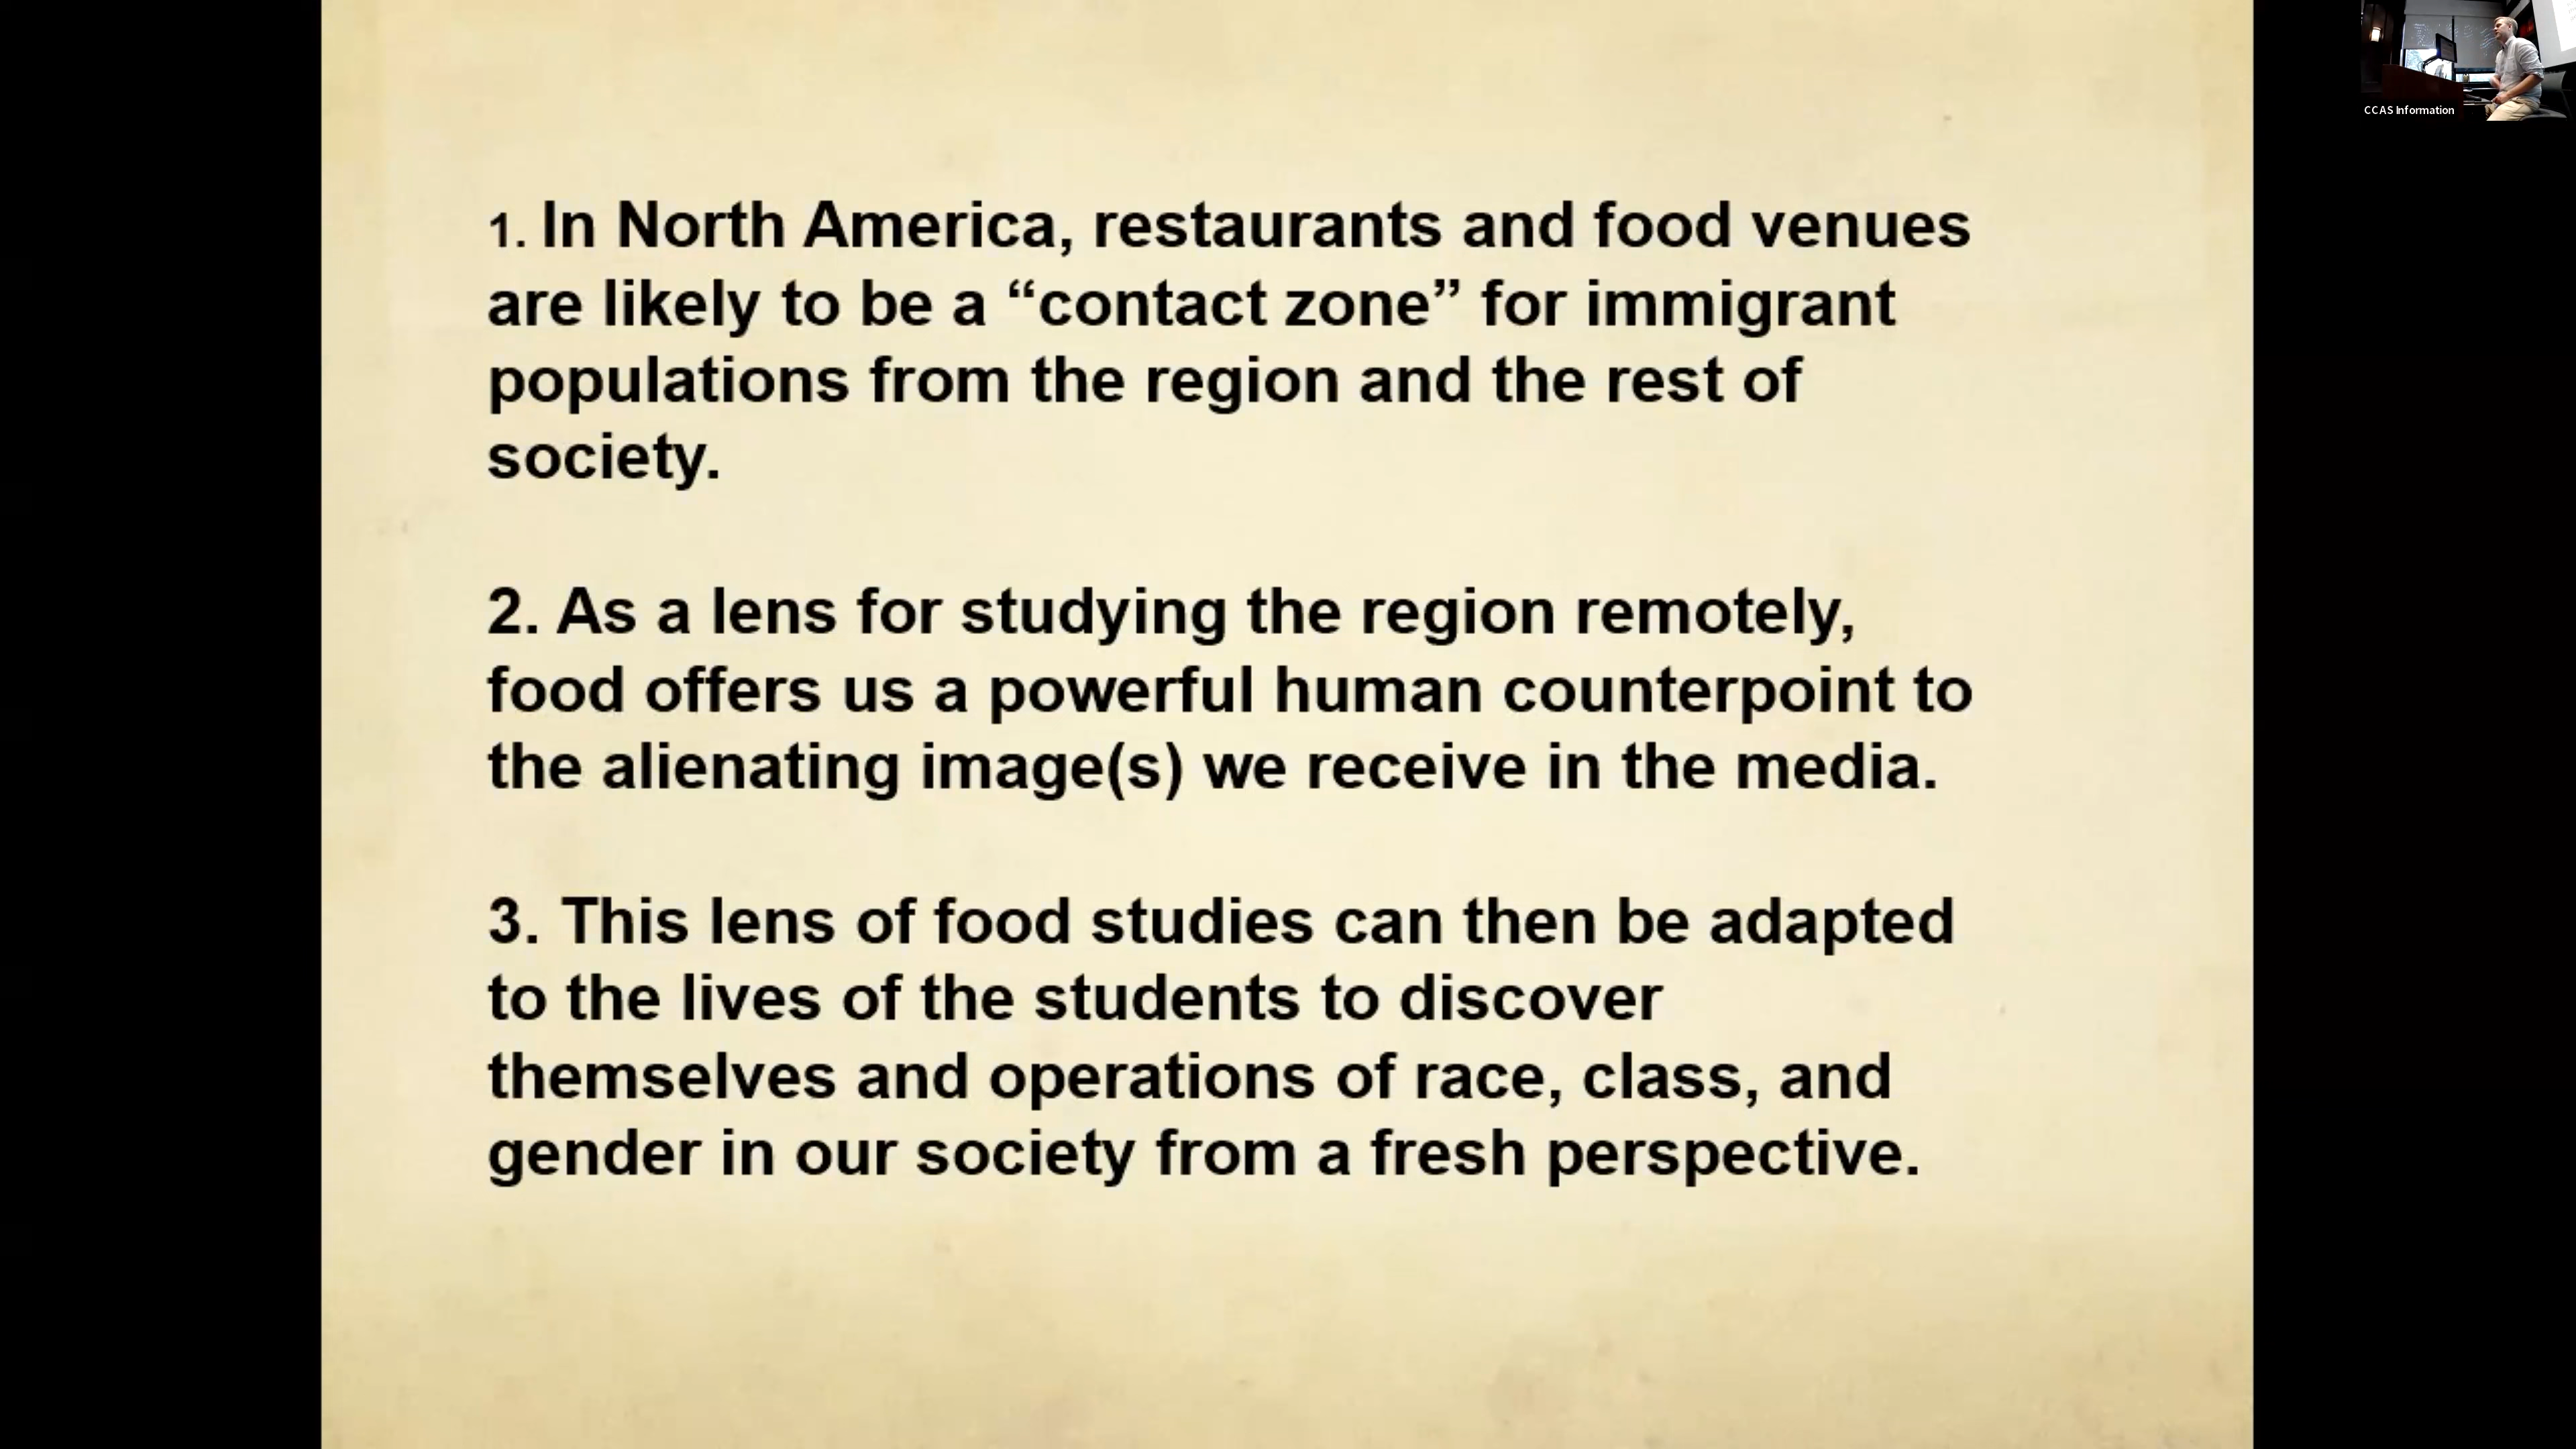 1. In North America, restaurants and food venues
are likely to be a “contact zone” for immigrant
populations from the region and the rest of
society.
2. As a lens for studying the region remotely,
food offers us a powerful human counterpoint to
the alienating image(s) we receive in the media.
3. This lens of food studies can then be adapted
to the lives of the students to discover
themselves and operations of race, class, and
gender in our society from a fresh perspective.
CCAS Information